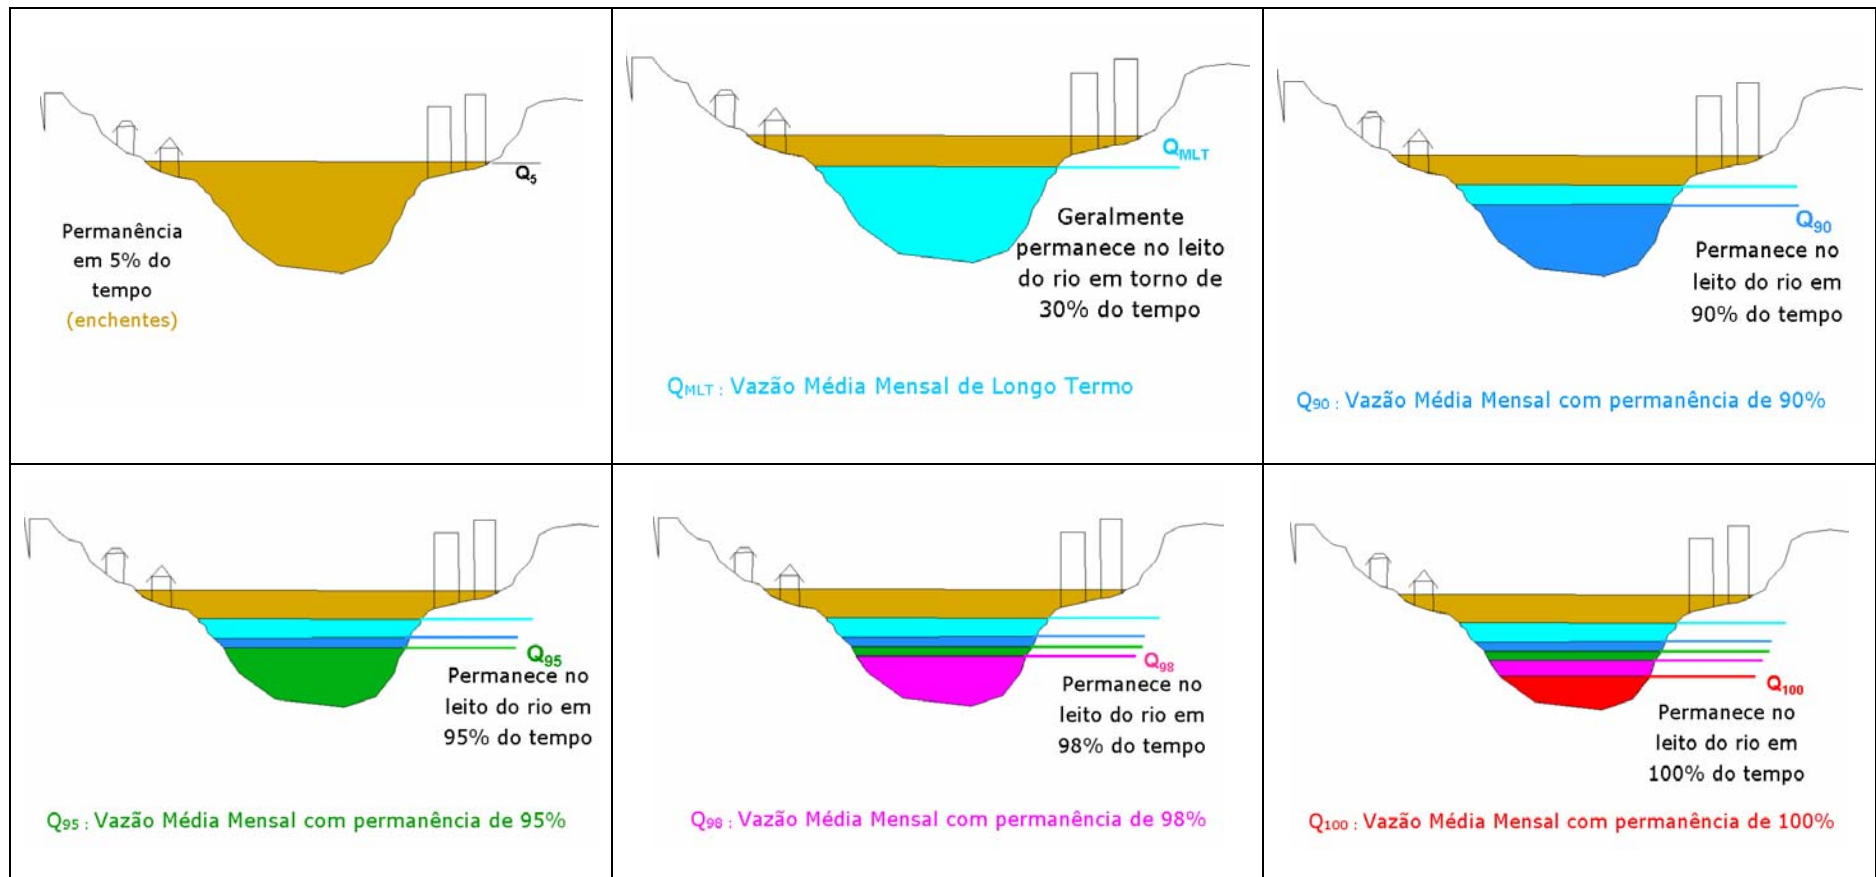 Q5
Permanência
em 5% do
tempo
(enchentes)
QMLT
Geralmente
permanece no leito
do rio em torno de
30% do tempo
QMLT : Vazão Média Mensal de Longo Termo
Q90
Permanece no
leito do rio em
90% do tempo
Q90 : Vazão Média Mensal com permanência de 90%
Q95
Permanece no
leito do rio em
95% do tempo
Q95 : Vazão Média Mensal com permanência de 95%
Q98
Permanece no
leito do rio em
98% do tempo
Q98 : Vazão Média Mensal com permanência de 98%
Q100
Permanece no
leito do rio em
100% do tempo
Q100 : Vazão Média Mensal com permanência de 100%